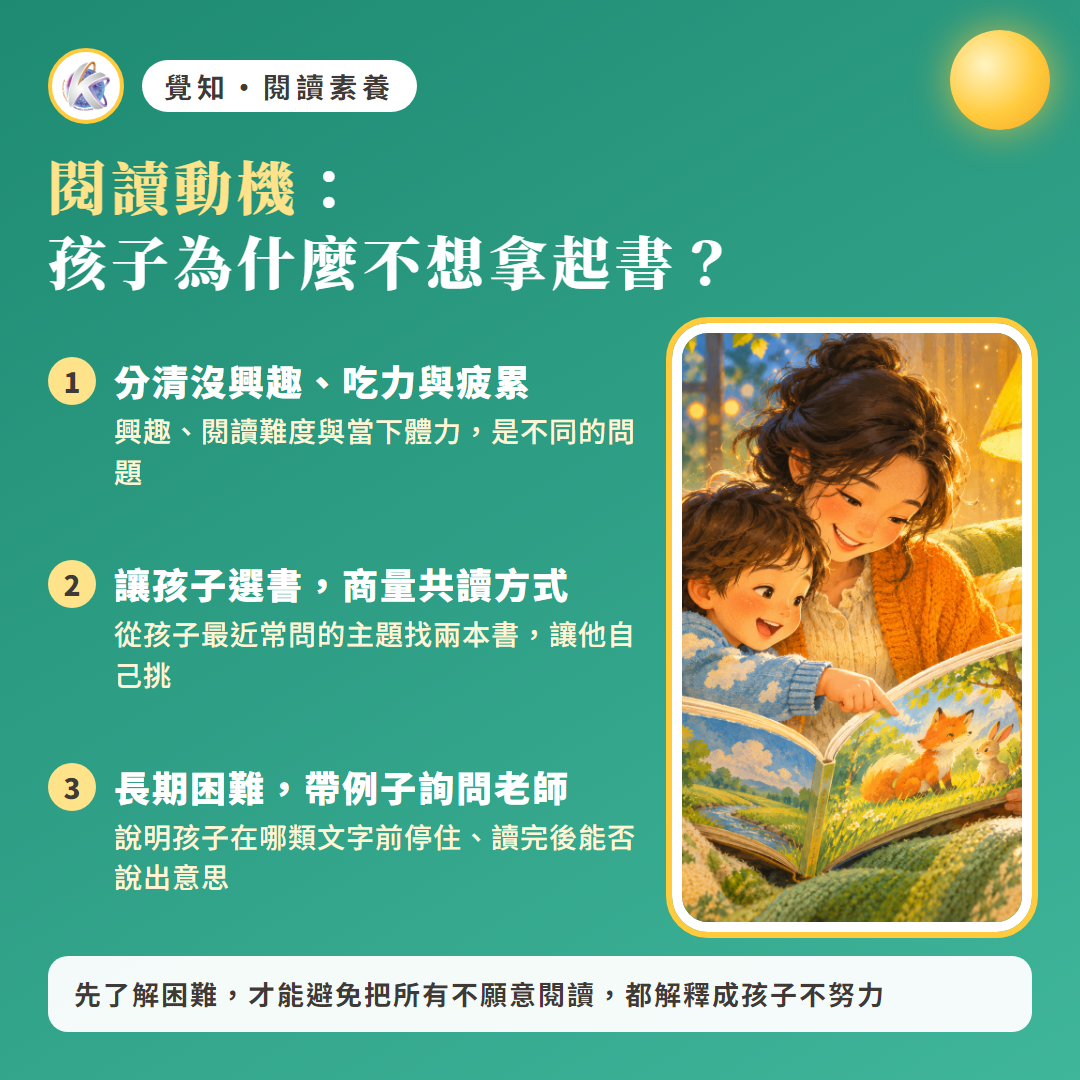 覺知・閱讀素養
閱讀動機：
孩子為什麼不想拿起書？
1 分清沒興趣、吃力與疲累
興趣、閱讀難度與當下體力，是不同的問
題
2 讓孩子選書，商量共讀方式
從孩子最近常問的主題找兩本書，讓他自
己挑
3 長期困難，帶例子詢問老師
說明孩子在哪類文字前停住、讀完後能否
說出意思
先了解困難，才能避免把所有不願意閱讀，都解釋成孩子不努力